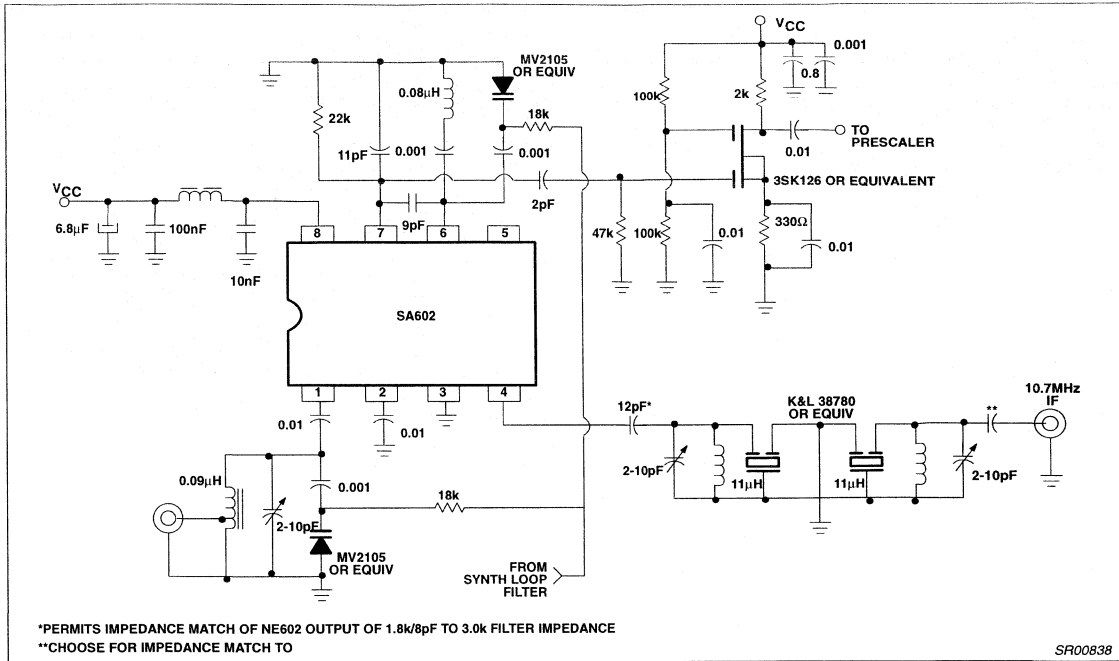 VCC
0.001
0.8
MV2105
OR EQUIV
0.08µH
100k
2k
18k
22k
11pF
0.001
0.001
0.01
TO
PRESCALER
3SK126 OR EQUIVALENT
VCC
2pF
9pF
6.8µF
100nF
10nF
47k
100k
0.01
330Ω
0.01
8
7
6
5
SA602
1
2
3
4
0.01
0.01
12pF*
K&L 38780
OR EQUIV
**
10.7MHz
IF
2-10pF
11µH
11µH
2-10pF
0.09µH
0.001
18k
2-10pF
MV2105
OR EQUIV
FROM
SYNTH LOOP
FILTER
*PERMITS IMPEDANCE MATCH OF NE602 OUTPUT OF 1.8k/8pF TO 3.0k FILTER IMPEDANCE
**CHOOSE FOR IMPEDANCE MATCH TO
SR00838